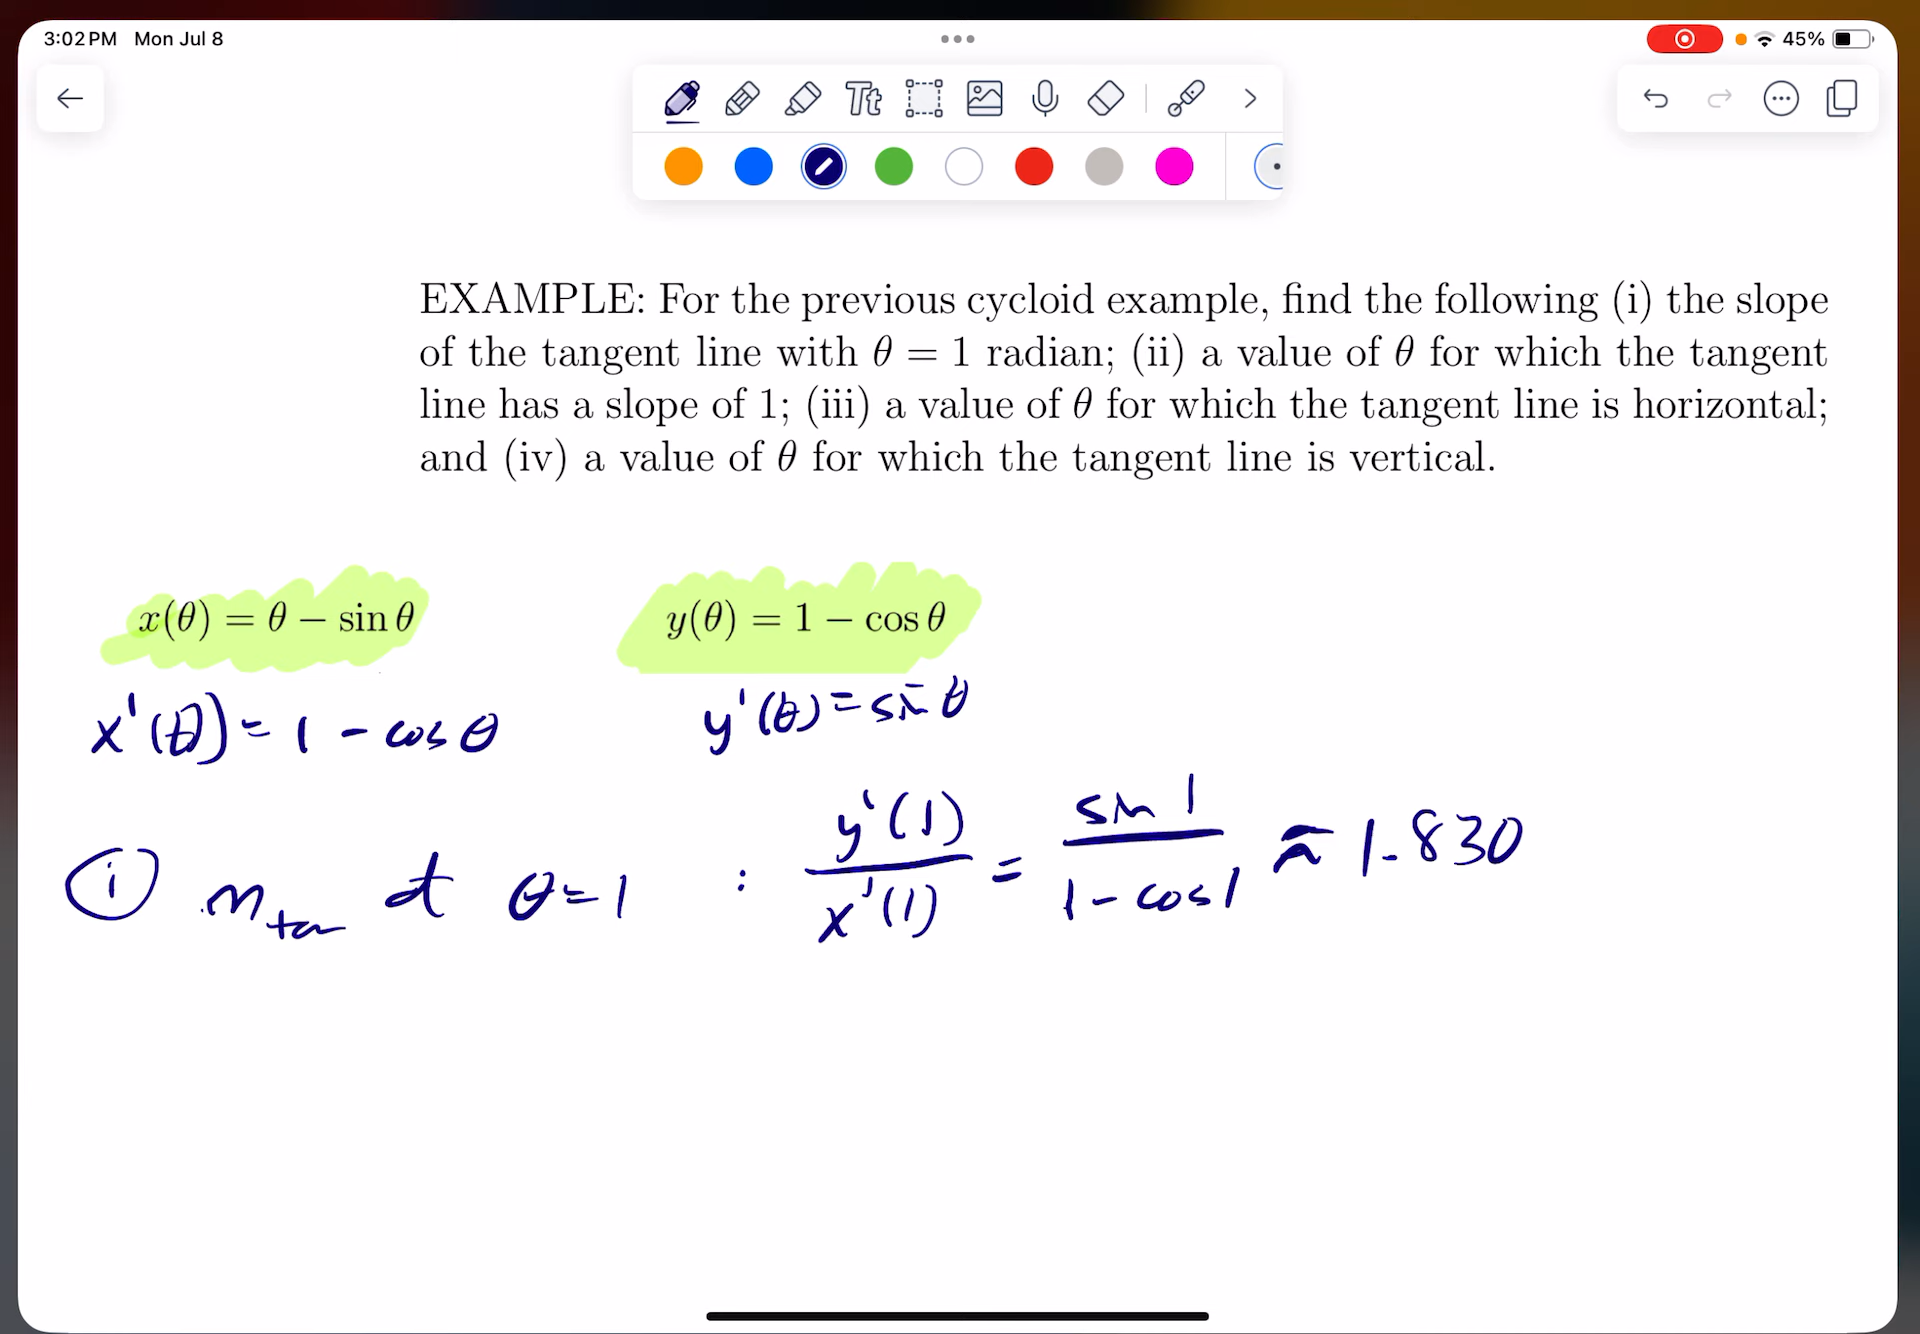 3:02 PM Mon Jul 8
45%
Tt
EXAMPLE: For the previous cycloid example, find the following (i) the slope
of the tangent line with θ = 1 radian; (ii) a value of θ for which the tangent
line has a slope of 1; (iii) a value of θ for which the tangent line is horizontal;
and (iv) a value of θ for which the tangent line is vertical.
x(θ) = θ − sin θ y(θ) = 1 − cos θ
x'(θ) = 1 - cos θ y'(θ) = sin θ
(i) m_tan at θ = 1 : y'(1)/x'(1) = sin 1/(1 - cos 1) ≈ 1.830